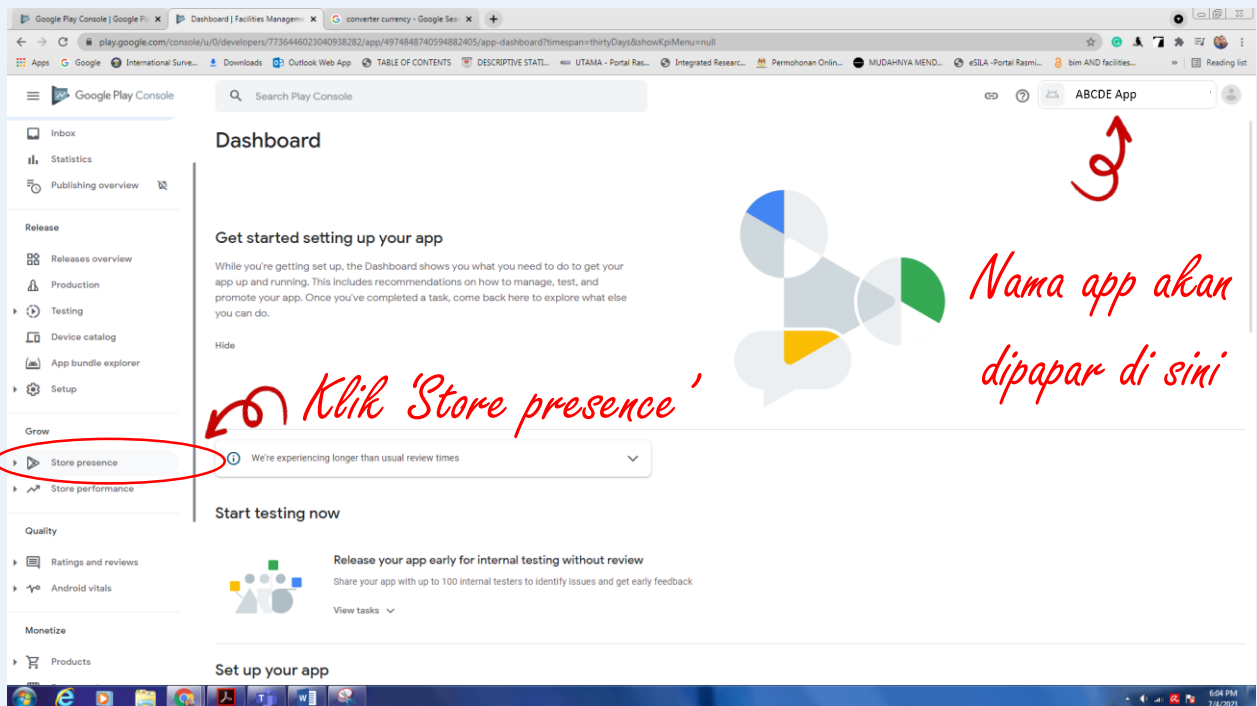 Google Play Console | Google Pl
Dashboard | Facilities Manageme
converter currency - Google Sea
play.google.com/console/u/0/developers/7736446023040938282/app/4974848740594882405/app-dashboard?timespan=thirtyDays&showKpiMenu=null
Apps
Google
International Surve...
Downloads
Outlook Web App
TABLE OF CONTENTS
DESCRIPTIVE STATI...
UTAMA - Portal Ras...
Integrated Researc...
Permohonan Onlin...
MUDAHNYA MEND...
eSILA -Portal Rasmi...
bim AND facilities...
»
Reading list
Google Play Console
Search Play Console
ABCDE App
Inbox
Statistics
Publishing overview
Release
Releases overview
Production
Testing
Device catalog
App bundle explorer
Setup
Grow
Store presence
Store performance
Quality
Ratings and reviews
Android vitals
Monetize
Products
Dashboard
Get started setting up your app
While you're getting set up, the Dashboard shows you what you need to do to get your
app up and running. This includes recommendations on how to manage, test, and
promote your app. Once you've completed a task, come back here to explore what else
you can do.
Hide
Nama app akan
dipapar di sini
Klik 'Store presence'
We're experiencing longer than usual review times
Start testing now
Release your app early for internal testing without review
Share your app with up to 100 internal testers to identify issues and get early feedback
View tasks
Set up your app
6:04 PM
7/4/2021